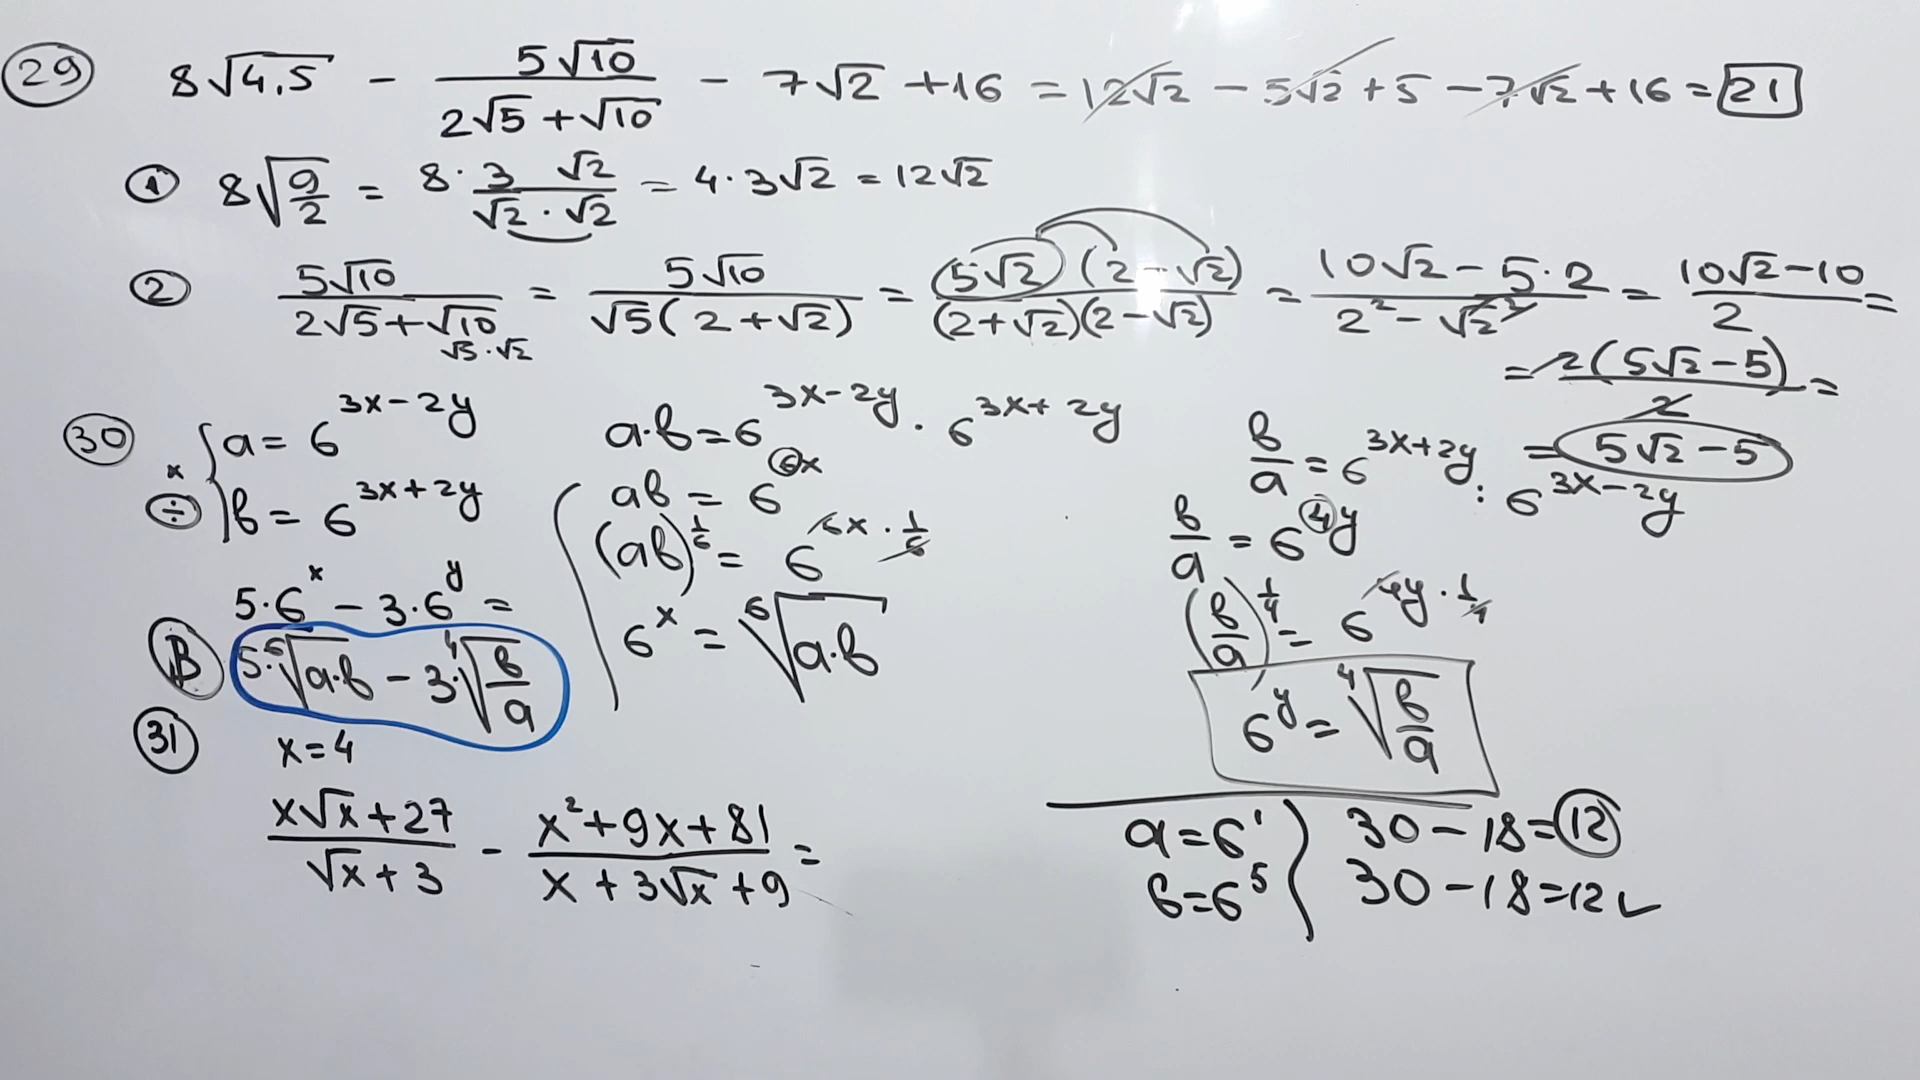 29 8√4,5 - 5√10 / (2√5 + √10) - 7√2 + 16 = 12√2 - 5√2 + 5 - 7√2 + 16 = 21
1 8√(9/2) = 8 · 3 √2 / (√2 · √2) = 4 · 3√2 = 12√2
2 5√10 / (2√5 + √10) = 5√10 / (√5(2 + √2)) = 5√2(2 - √2) / ((2 + √2)(2 - √2)) = (10√2 - 5 · 2) / (2² - √2²) = (10√2 - 10) / 2 =
√5 · √2
= 2(5√2 - 5) / 2 =
= 5√2 - 5
30 × ÷ { a = 6^(3x-2y)
b = 6^(3x+2y)
5 · 6^x - 3 · 6^y =
B 5 · ⁶√(a·b) - 3 · ⁴√(b/a)
a·b = 6^(3x-2y) · 6^(3x+2y)
ab = 6^(6x)
(ab)^(1/6) = 6^(6x · 1/6)
6^x = ⁶√(a·b)
b/a = 6^(3x+2y) : 6^(3x-2y)
b/a = 6^(4y)
(b/a)^(1/4) = 6^(4y · 1/4)
6^y = ⁴√(b/a)
a = 6¹ } 30 - 18 = 12
b = 6⁵ 30 - 18 = 12 ✓
31 x = 4
(x√x + 27) / (√x + 3) - (x² + 9x + 81) / (x + 3√x + 9) =